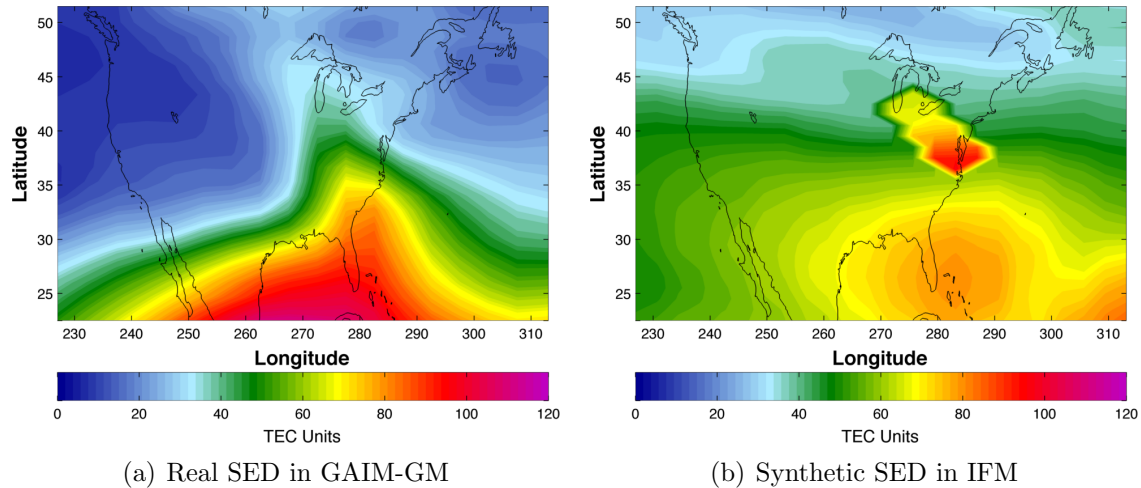 50
45
40
35
30
25
Latitude
230 240 250 260 270 280 290 300 310
Longitude
0 20 40 60 80 100 120
TEC Units
(a) Real SED in GAIM-GM
50
45
40
35
30
25
Latitude
230 240 250 260 270 280 290 300 310
Longitude
0 20 40 60 80 100 120
TEC Units
(b) Synthetic SED in IFM